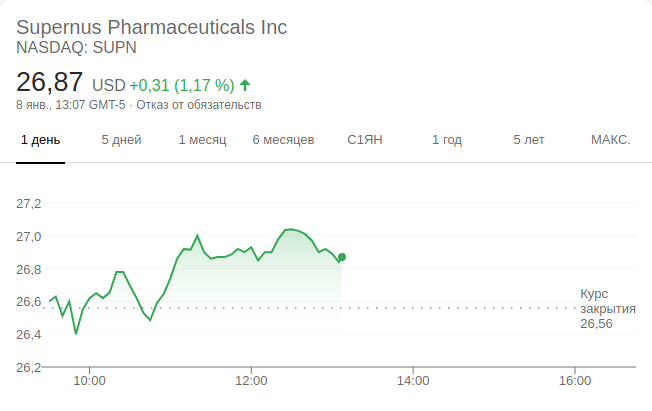 Supernus Pharmaceuticals Inc
NASDAQ: SUPN
26,87 USD +0,31 (1,17 %)
8 янв., 13:07 GMT-5 · Отказ от обязательств
1 день 5 дней 1 месяц 6 месяцев С1ЯН 1 год 5 лет МАКС.
27,2
27,0
26,8
26,6
26,4
26,2
Курс
закрытия
26,56
10:00 12:00 14:00 16:00